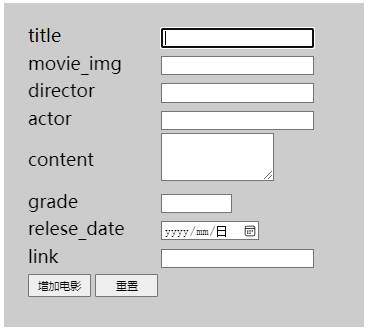 title
movie_img
director
actor
content
grade
relese_date yyyy/mm/日
link
增加电影 重置